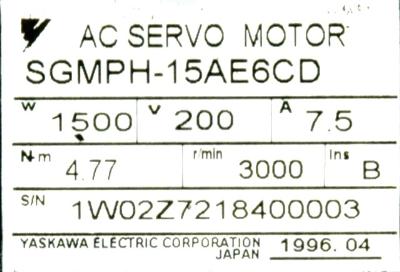 AC SERVO MOTOR
SGMPH-15AE6CD
W 1500 V 200 A 7.5
N·m 4.77 r/min 3000 Ins B
S/N 1W02Z7218400003
YASKAWA ELECTRIC CORPORATION 1996.04
JAPAN